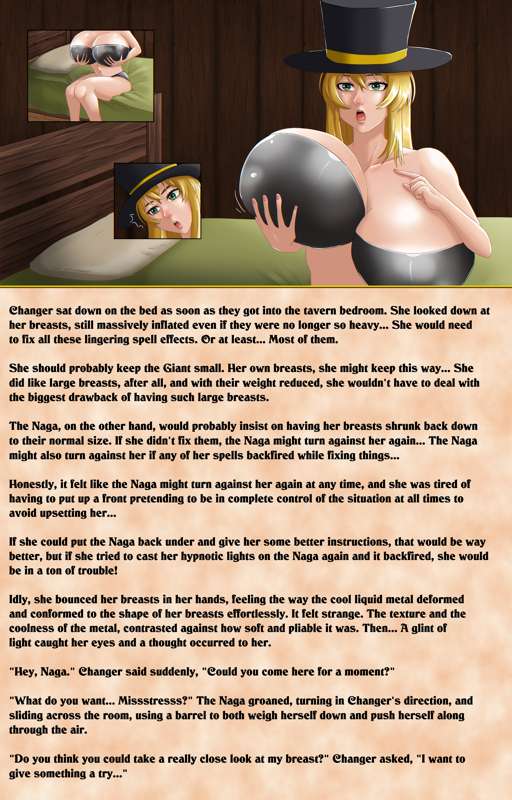 Changer sat down on the bed as soon as they got into the tavern bedroom. She looked down at
her breasts, still massively inflated even if they were no longer so heavy... She would need
to fix all these lingering spell effects. Or at least... Most of them.
She should probably keep the Giant small. Her own breasts, she might keep this way... She
did like large breasts, after all, and with their weight reduced, she wouldn't have to deal with
the biggest drawback of having such large breasts.
The Naga, on the other hand, would probably insist on having her breasts shrunk back down
to their normal size. If she didn't fix them, the Naga might turn against her again... The Naga
might also turn against her if any of her spells backfired while fixing things...
Honestly, it felt like the Naga might turn against her again at any time, and she was tired of
having to put up a front pretending to be in complete control of the situation at all times to
avoid upsetting her...
If she could put the Naga back under and give her some better instructions, that would be way
better, but if she tried to cast her hypnotic lights on the Naga again and it backfired, she would
be in a ton of trouble!
Idly, she bounced her breasts in her hands, feeling the way the cool liquid metal deformed
and conformed to the shape of her breasts effortlessly. It felt strange. The texture and the
coolness of the metal, contrasted against how soft and pliable it was. Then... A glint of
light caught her eyes and a thought occurred to her.
"Hey, Naga." Changer said suddenly, "Could you come here for a moment?"
"What do you want... Missstresss?" The Naga groaned, turning in Changer's direction, and
sliding across the room, using a barrel to both weigh herself down and push herself along
through the air.
"Do you think you could take a really close look at my breast?" Changer asked, "I want to
give something a try..."